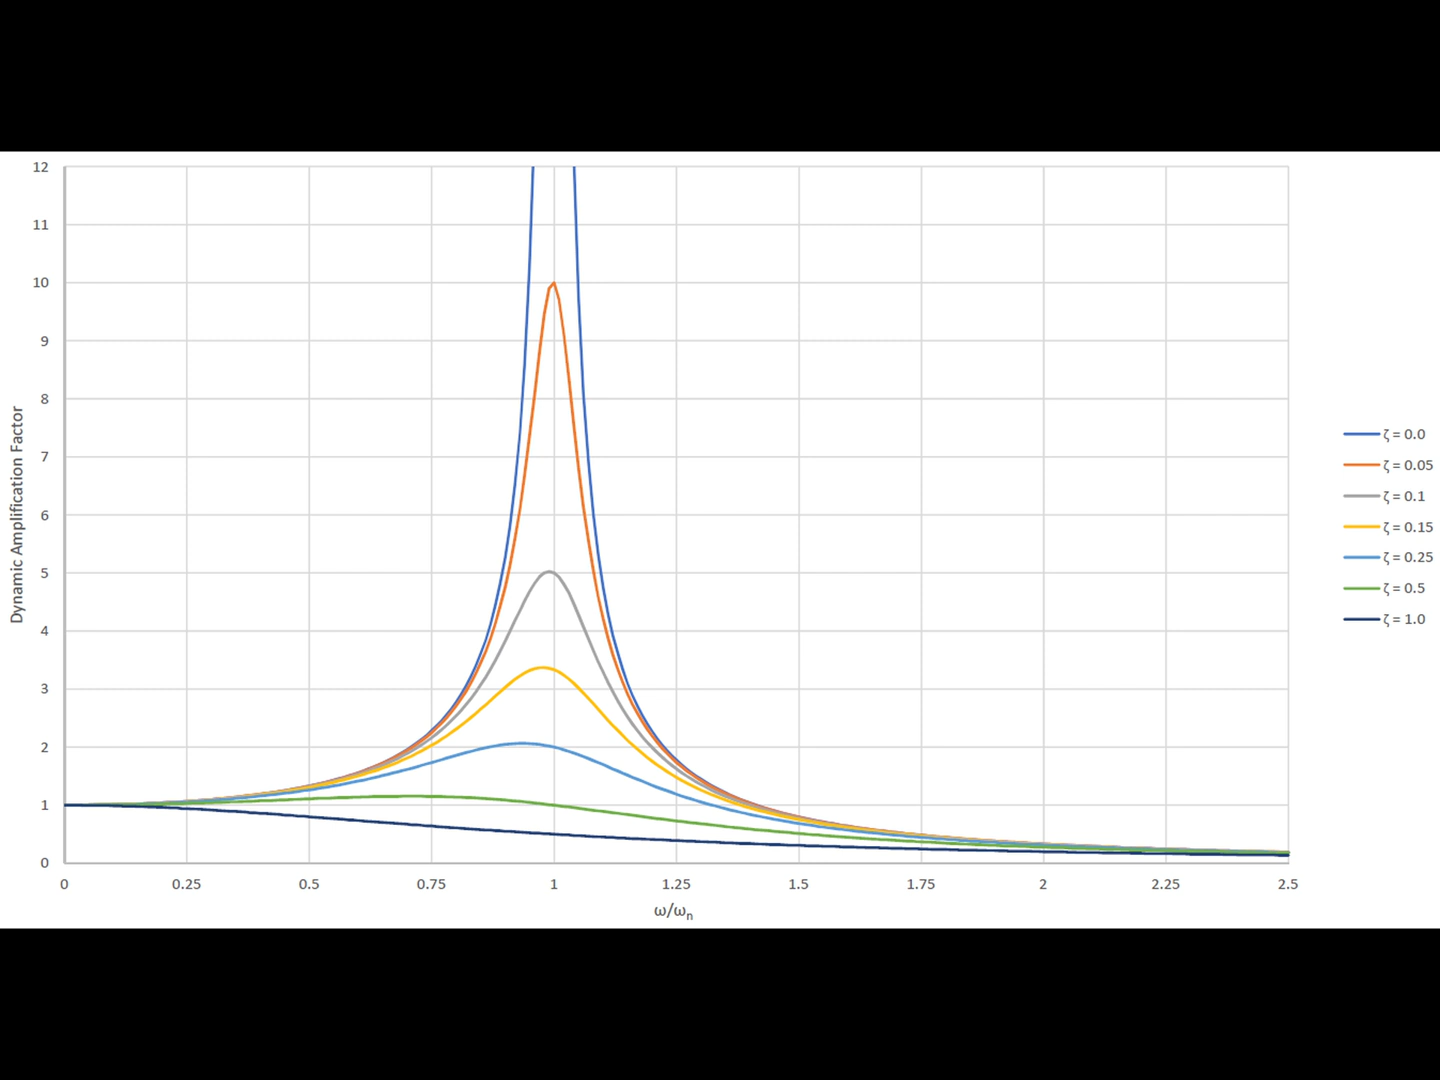 12
11
10
9
8
7
6
5
4
3
2
1
0
Dynamic Amplification Factor
0 0.25 0.5 0.75 1 1.25 1.5 1.75 2 2.25 2.5
ω/ωn
ζ = 0.0
ζ = 0.05
ζ = 0.1
ζ = 0.15
ζ = 0.25
ζ = 0.5
ζ = 1.0